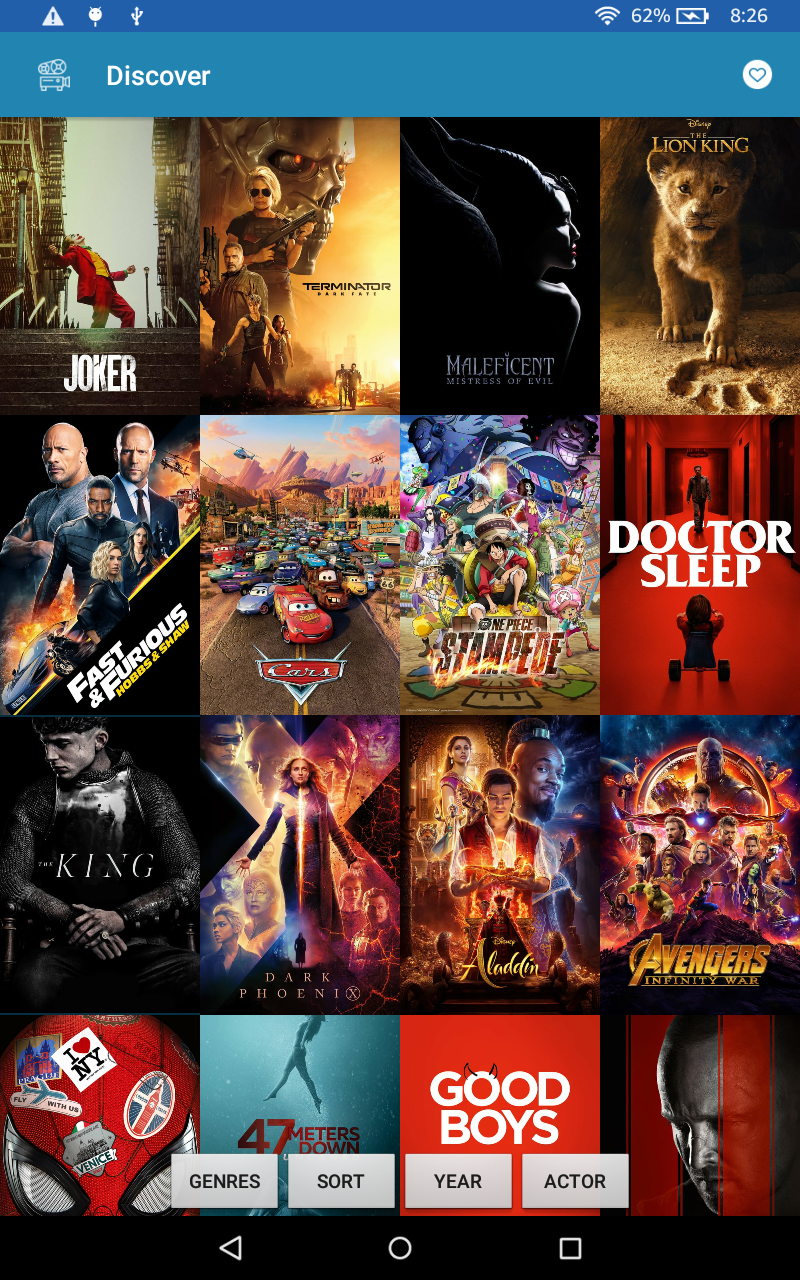 62% 8:26
Discover
JOKER
TERMINATOR
DARK FATE
MALEFICENT
MISTRESS OF EVIL
Disney
THE
LION KING
FAST
& FURIOUS
HOBBS & SHAW
Cars
ONE PIECE
STAMPEDE
DOCTOR
SLEEP
THE KING
DARK
PHOENIX
Disney
Aladdin
AVENGERS
INFINITY WAR
I ♥
NY
FLY WITH US
VENICE
47 METERS
DOWN
GOOD
BOYS
GENRES
SORT
YEAR
ACTOR